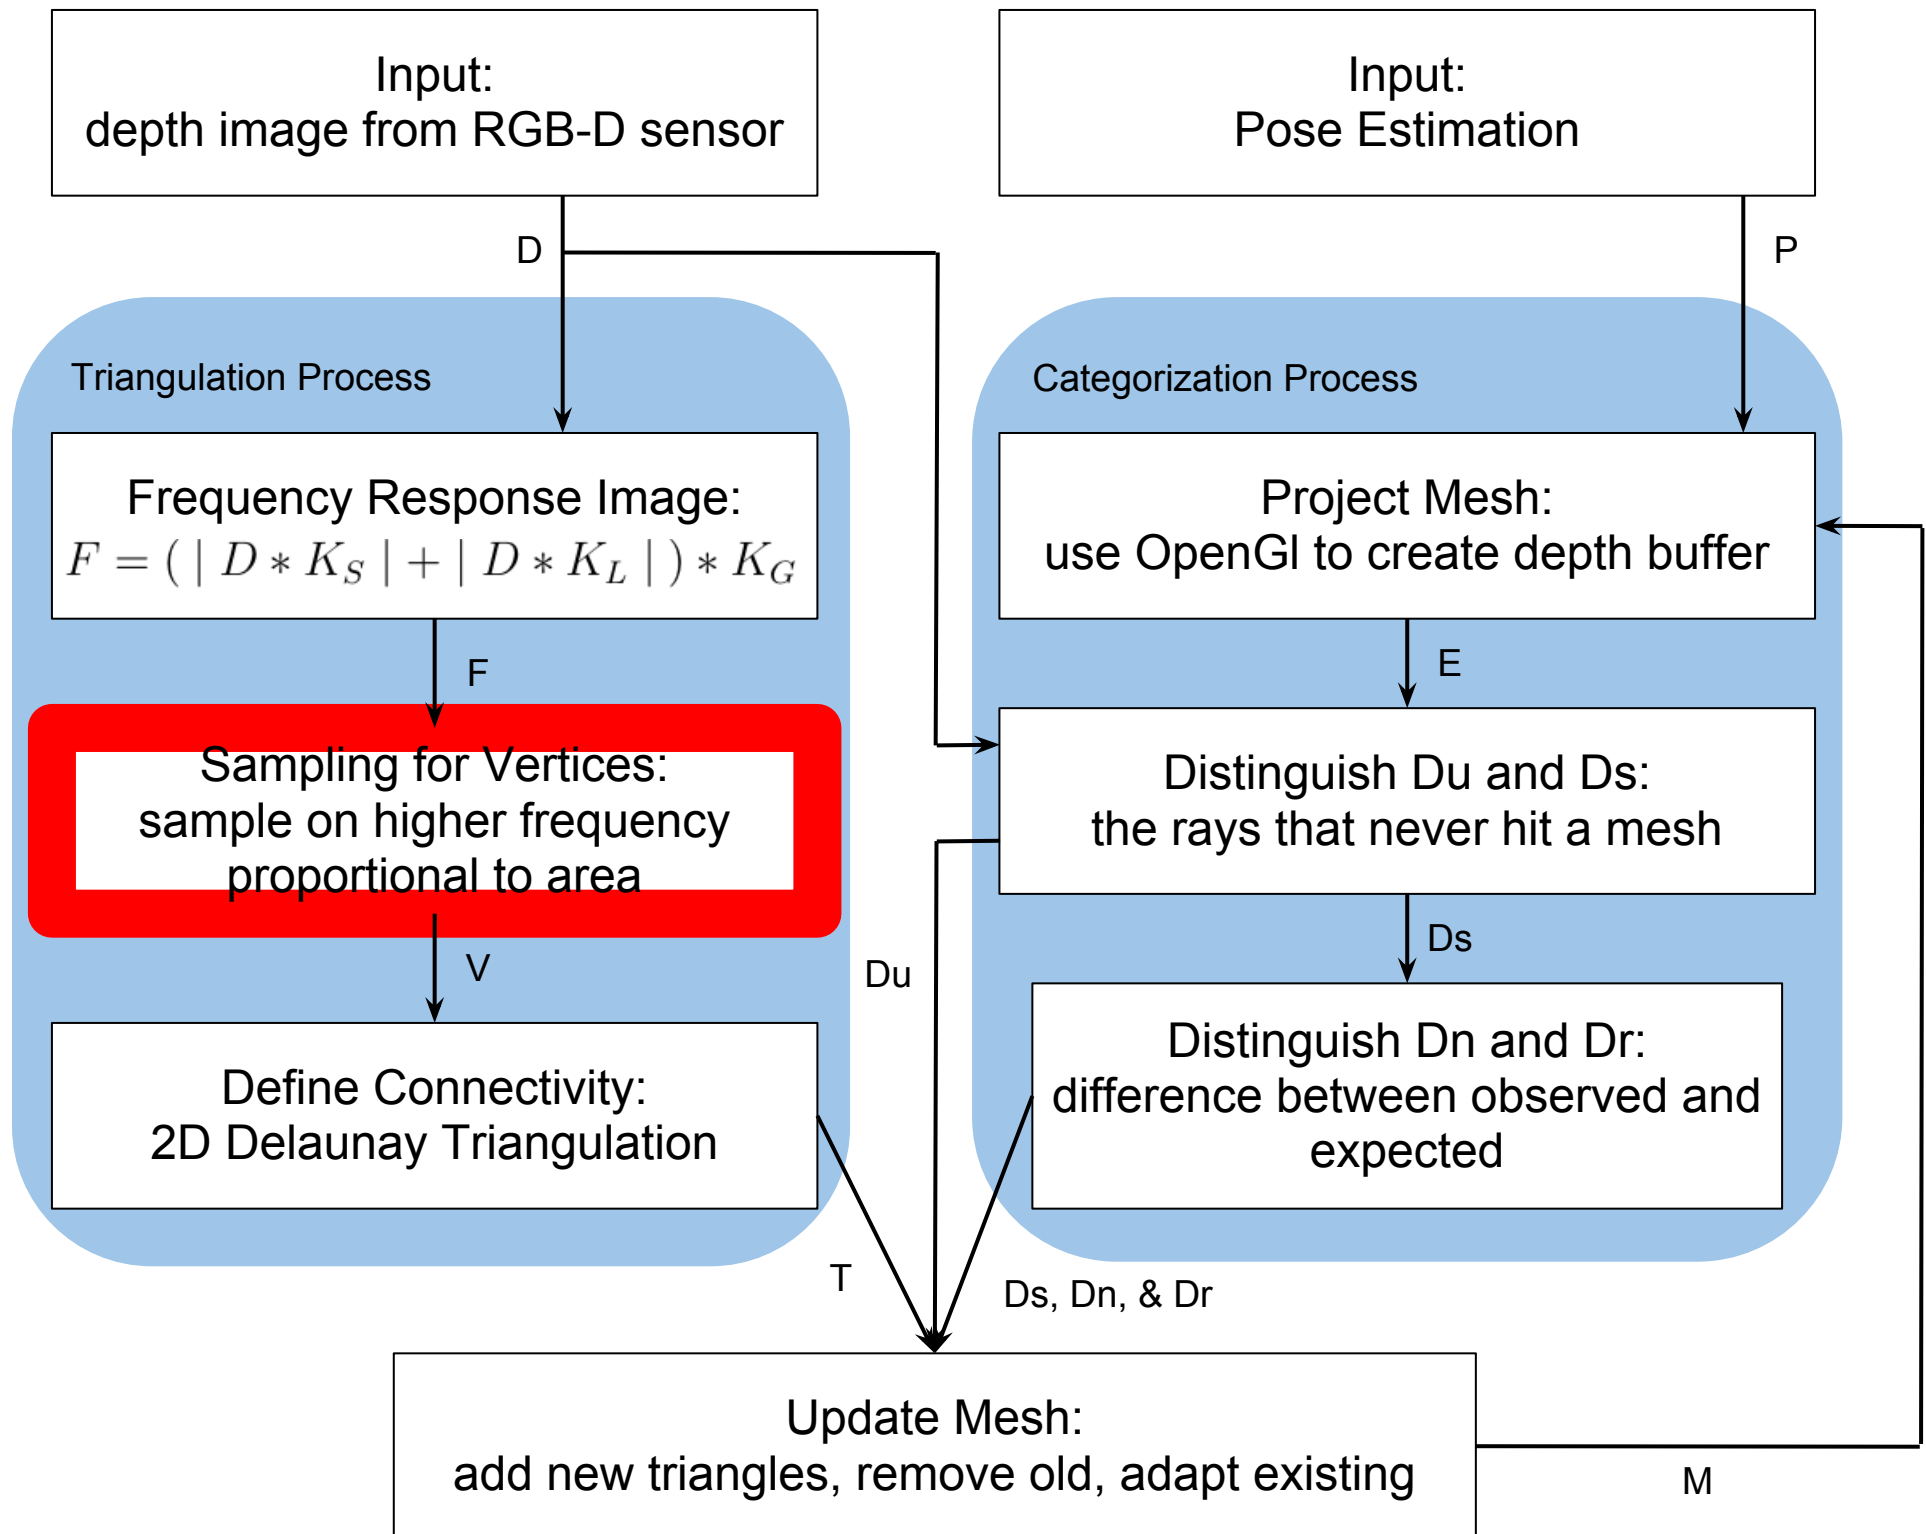 Input:
depth image from RGB-D sensor
Input:
Pose Estimation
D
P
Triangulation Process
Categorization Process
Frequency Response Image:
F = ( | D ∗ K_S | + | D ∗ K_L | ) ∗ K_G
Project Mesh:
use OpenGl to create depth buffer
F
E
Sampling for Vertices:
sample on higher frequency
proportional to area
Distinguish Du and Ds:
the rays that never hit a mesh
V
Du
Ds
Define Connectivity:
2D Delaunay Triangulation
Distinguish Dn and Dr:
difference between observed and
expected
T
Ds, Dn, & Dr
Update Mesh:
add new triangles, remove old, adapt existing
M